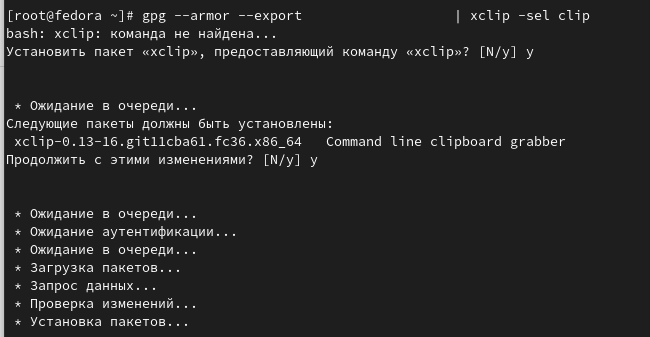 [root@fedora ~]# gpg --armor --export | xclip -sel clip
bash: xclip: команда не найдена...
Установить пакет «xclip», предоставляющий команду «xclip»? [N/y] y
* Ожидание в очереди...
Следующие пакеты должны быть установлены:
xclip-0.13-16.git11cba61.fc36.x86_64 Command line clipboard grabber
Продолжить с этими изменениями? [N/y] y
* Ожидание в очереди...
* Ожидание аутентификации...
* Ожидание в очереди...
* Загрузка пакетов...
* Запрос данных...
* Проверка изменений...
* Установка пакетов...